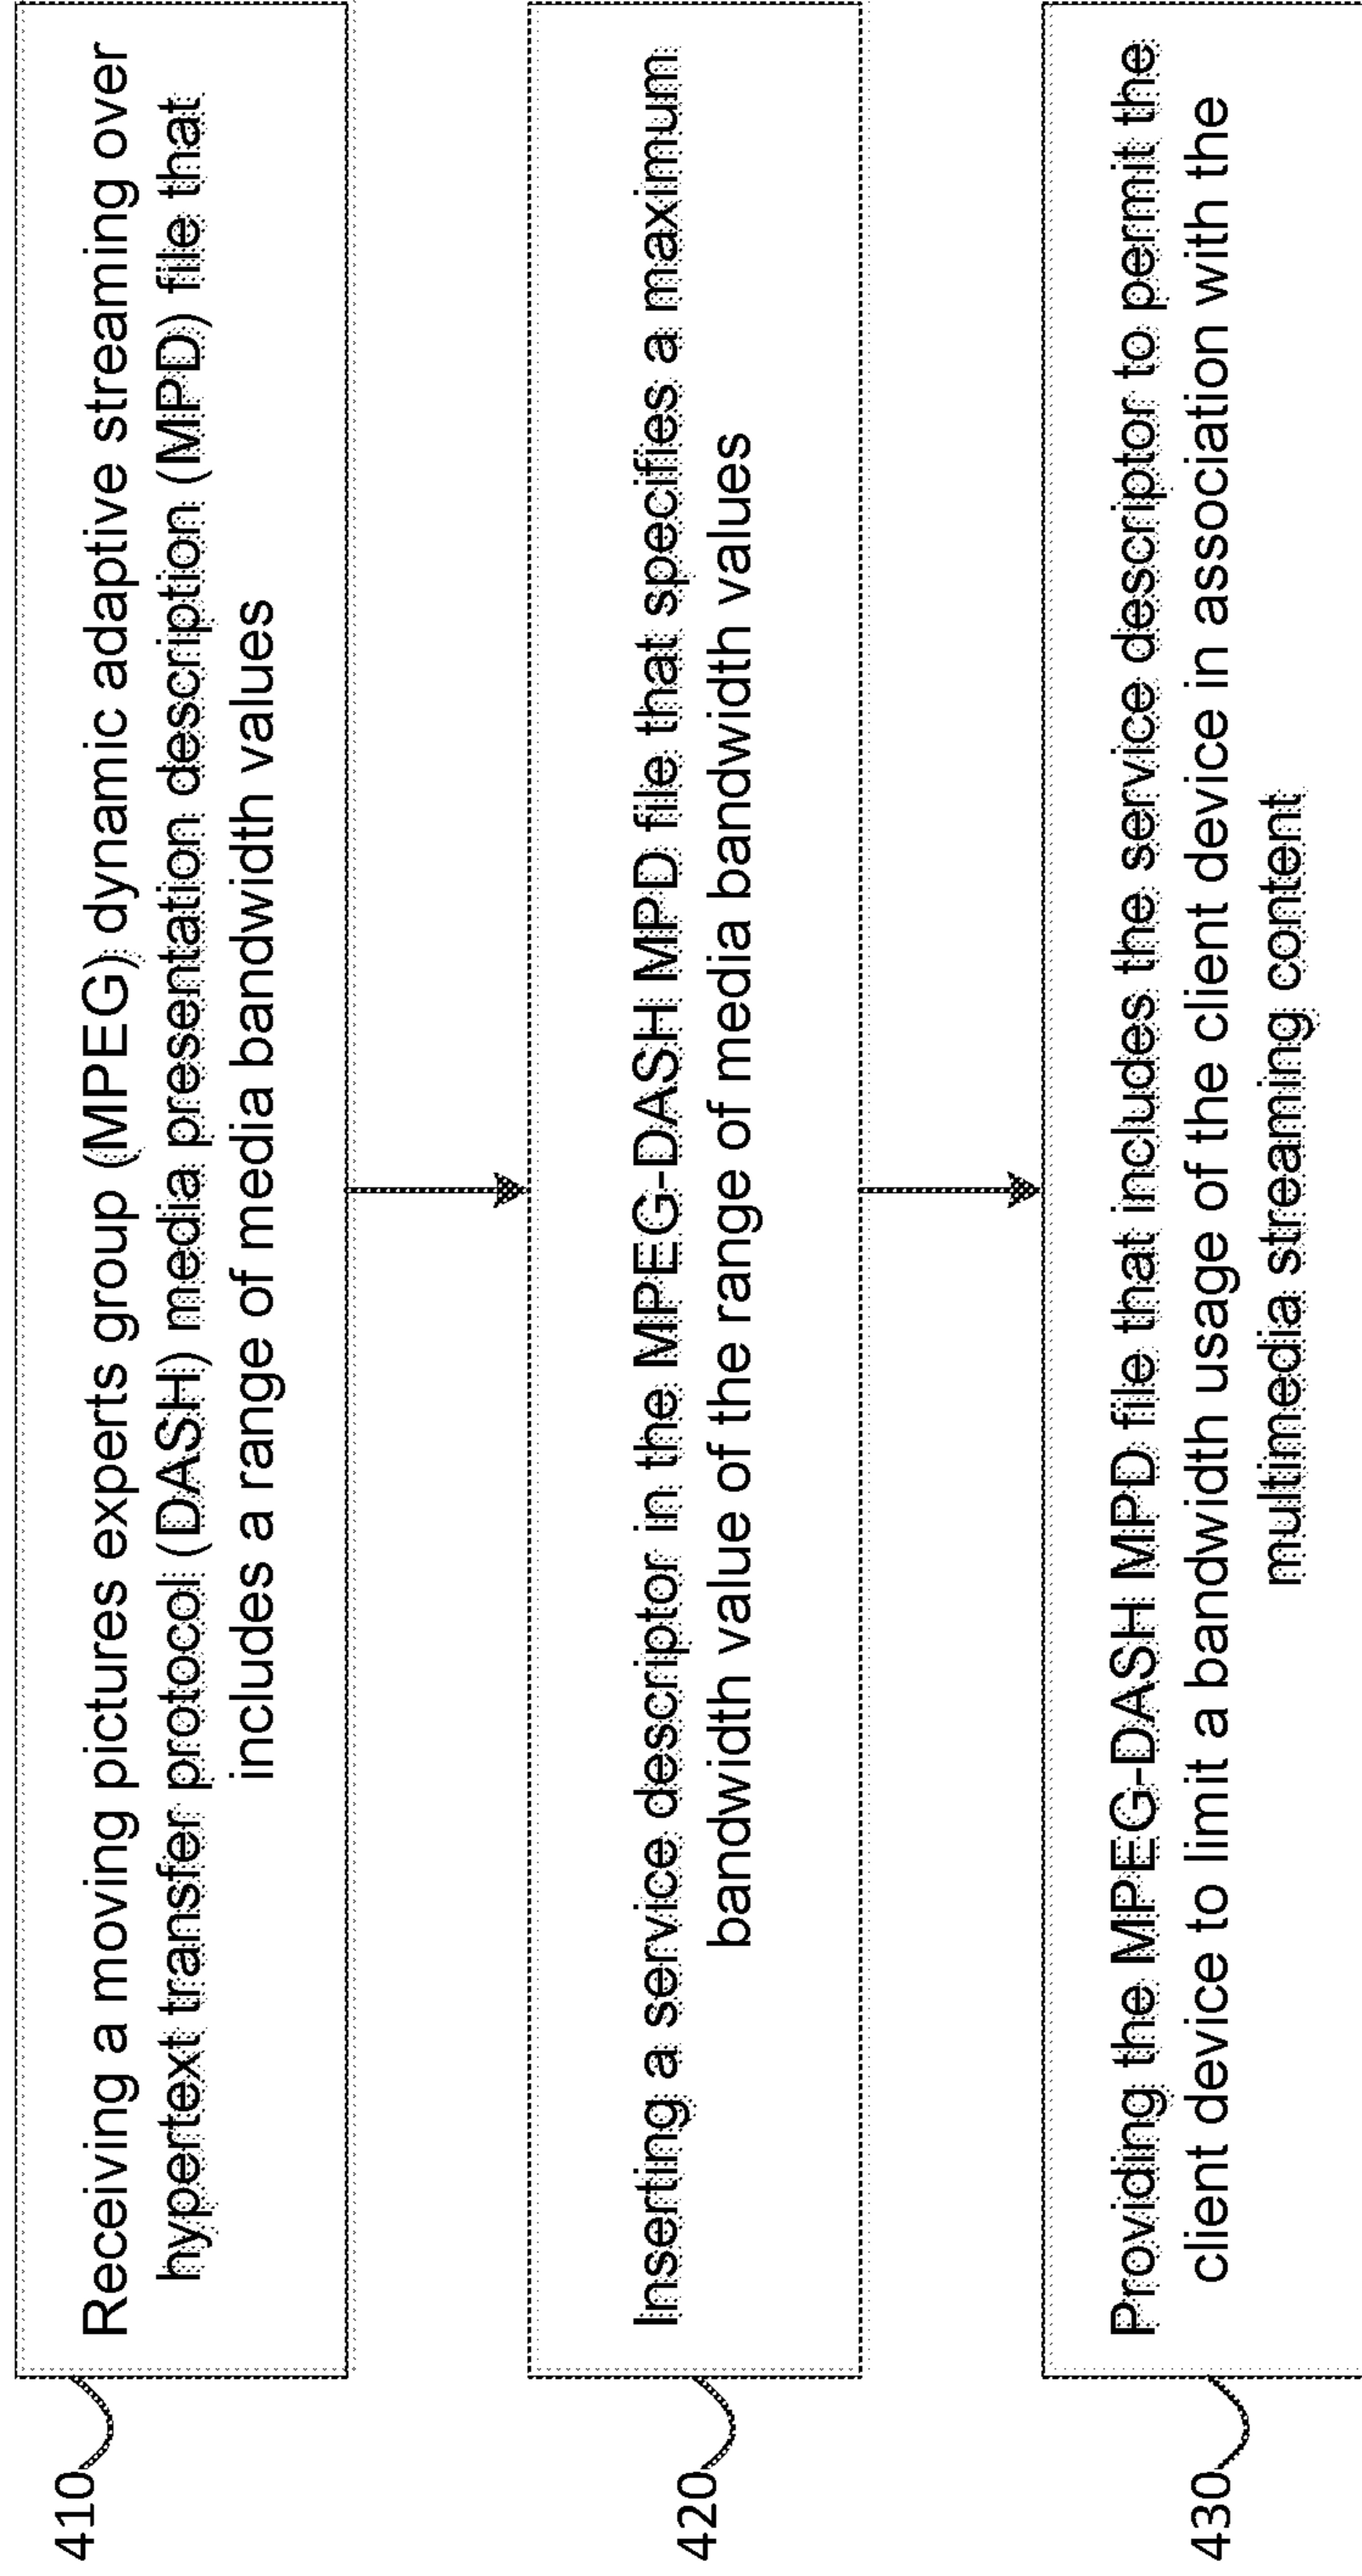 410
Receiving a moving pictures experts group (MPEG) dynamic adaptive streaming over
hypertext transfer protocol (DASH) media presentation description (MPD) file that
includes a range of media bandwidth values
420
Inserting a service descriptor in the MPEG-DASH MPD file that specifies a maximum
bandwidth value of the range of media bandwidth values
430
Providing the MPEG-DASH MPD file that includes the service descriptor to permit the
client device to limit a bandwidth usage of the client device in association with the
multimedia streaming content